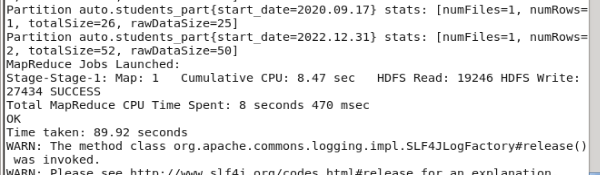 Partition auto.students_part{start_date=2020.09.17} stats: [numFiles=1, numRows=
1, totalSize=26, rawDataSize=25]
Partition auto.students_part{start_date=2022.12.31} stats: [numFiles=1, numRows=
2, totalSize=52, rawDataSize=50]
MapReduce Jobs Launched:
Stage-Stage-1: Map: 1   Cumulative CPU: 8.47 sec   HDFS Read: 19246 HDFS Write:
27434 SUCCESS
Total MapReduce CPU Time Spent: 8 seconds 470 msec
OK
Time taken: 89.92 seconds
WARN: The method class org.apache.commons.logging.impl.SLF4JLogFactory#release()
 was invoked.
WARN: Please see http://www.slf4j.org/codes.html#release for an explanation